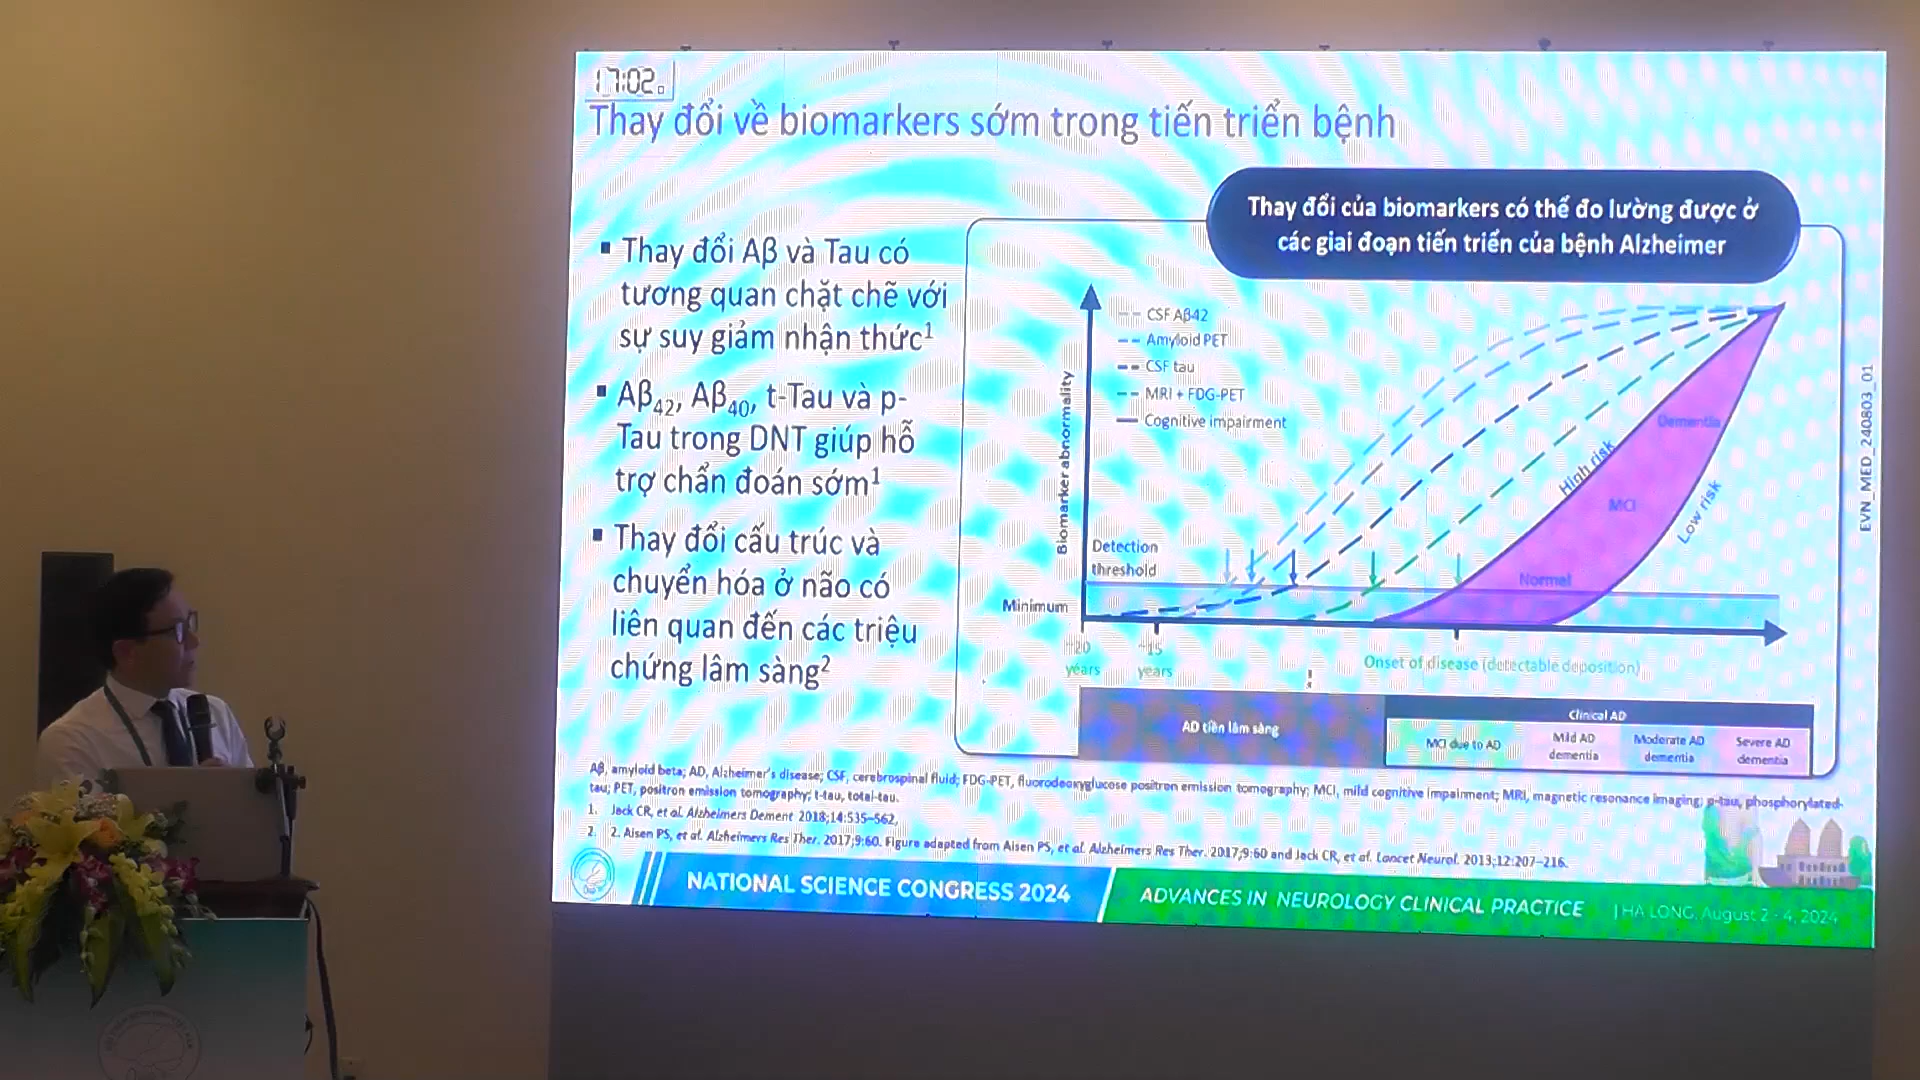 17:02
Thay đổi về biomarkers sớm trong tiến triển bệnh
Thay đổi của biomarkers có thể đo lường được ở
các giai đoạn tiến triển của bệnh Alzheimer
▪ Thay đổi Aβ và Tau có
tương quan chặt chẽ với
sự suy giảm nhận thức¹
▪ Aβ₄₂, Aβ₄₀, t-Tau và p-
Tau trong DNT giúp hỗ
trợ chẩn đoán sớm¹
▪ Thay đổi cấu trúc và
chuyển hóa ở não có
liên quan đến các triệu
chứng lâm sàng²
Biomarker abnormality
CSF Aβ42
Amyloid PET
CSF tau
MRI + FDG-PET
Cognitive impairment
Detection
threshold
Minimum
High risk
Low risk
Dementia
MCI
Normal
~20
years
~15
years
Onset of disease (detectable deposition)
AD tiền lâm sàng
Clinical AD
MCI due to AD
Mild AD
dementia
Moderate AD
dementia
Severe AD
dementia
EVN_MED_240803_01
Aβ, amyloid beta; AD, Alzheimer's disease; CSF, cerebrospinal fluid; FDG-PET, fluorodeoxyglucose positron emission tomography; MCI, mild cognitive impairment; MRI, magnetic resonance imaging; p-tau, phosphorylated-
tau; PET, positron emission tomography; t-tau, total-tau.
1. Jack CR, et al. Alzheimers Dement 2018;14:535–562,
2. 2. Aisen PS, et al. Alzheimers Res Ther. 2017;9:60. Figure adapted from Aisen PS, et al. Alzheimers Res Ther. 2017;9:60 and Jack CR, et al. Lancet Neurol. 2013;12:207–216.
NATIONAL SCIENCE CONGRESS 2024
ADVANCES IN NEUROLOGY CLINICAL PRACTICE
| HA LONG, August 2 - 4, 2024